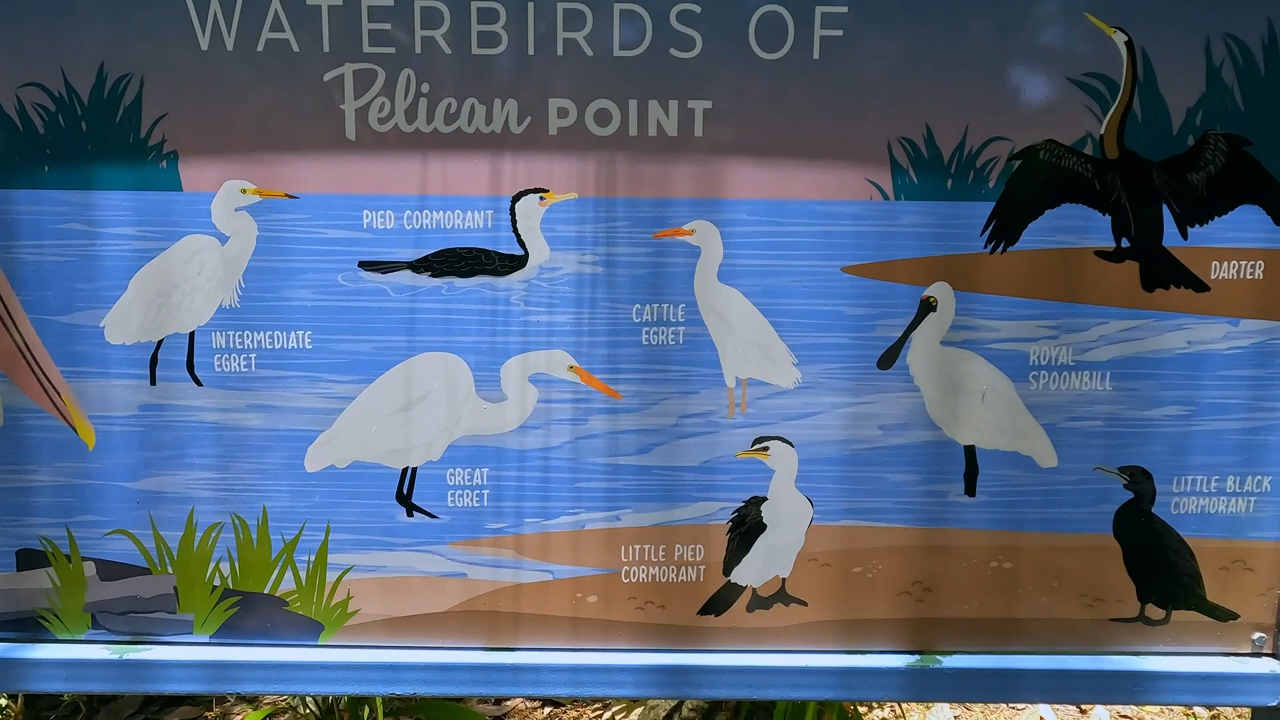 WATERBIRDS OF
Pelican POINT
PIED CORMORANT
DARTER
INTERMEDIATE
EGRET
CATTLE
EGRET
ROYAL
SPOONBILL
GREAT
EGRET
LITTLE BLACK
CORMORANT
LITTLE PIED
CORMORANT